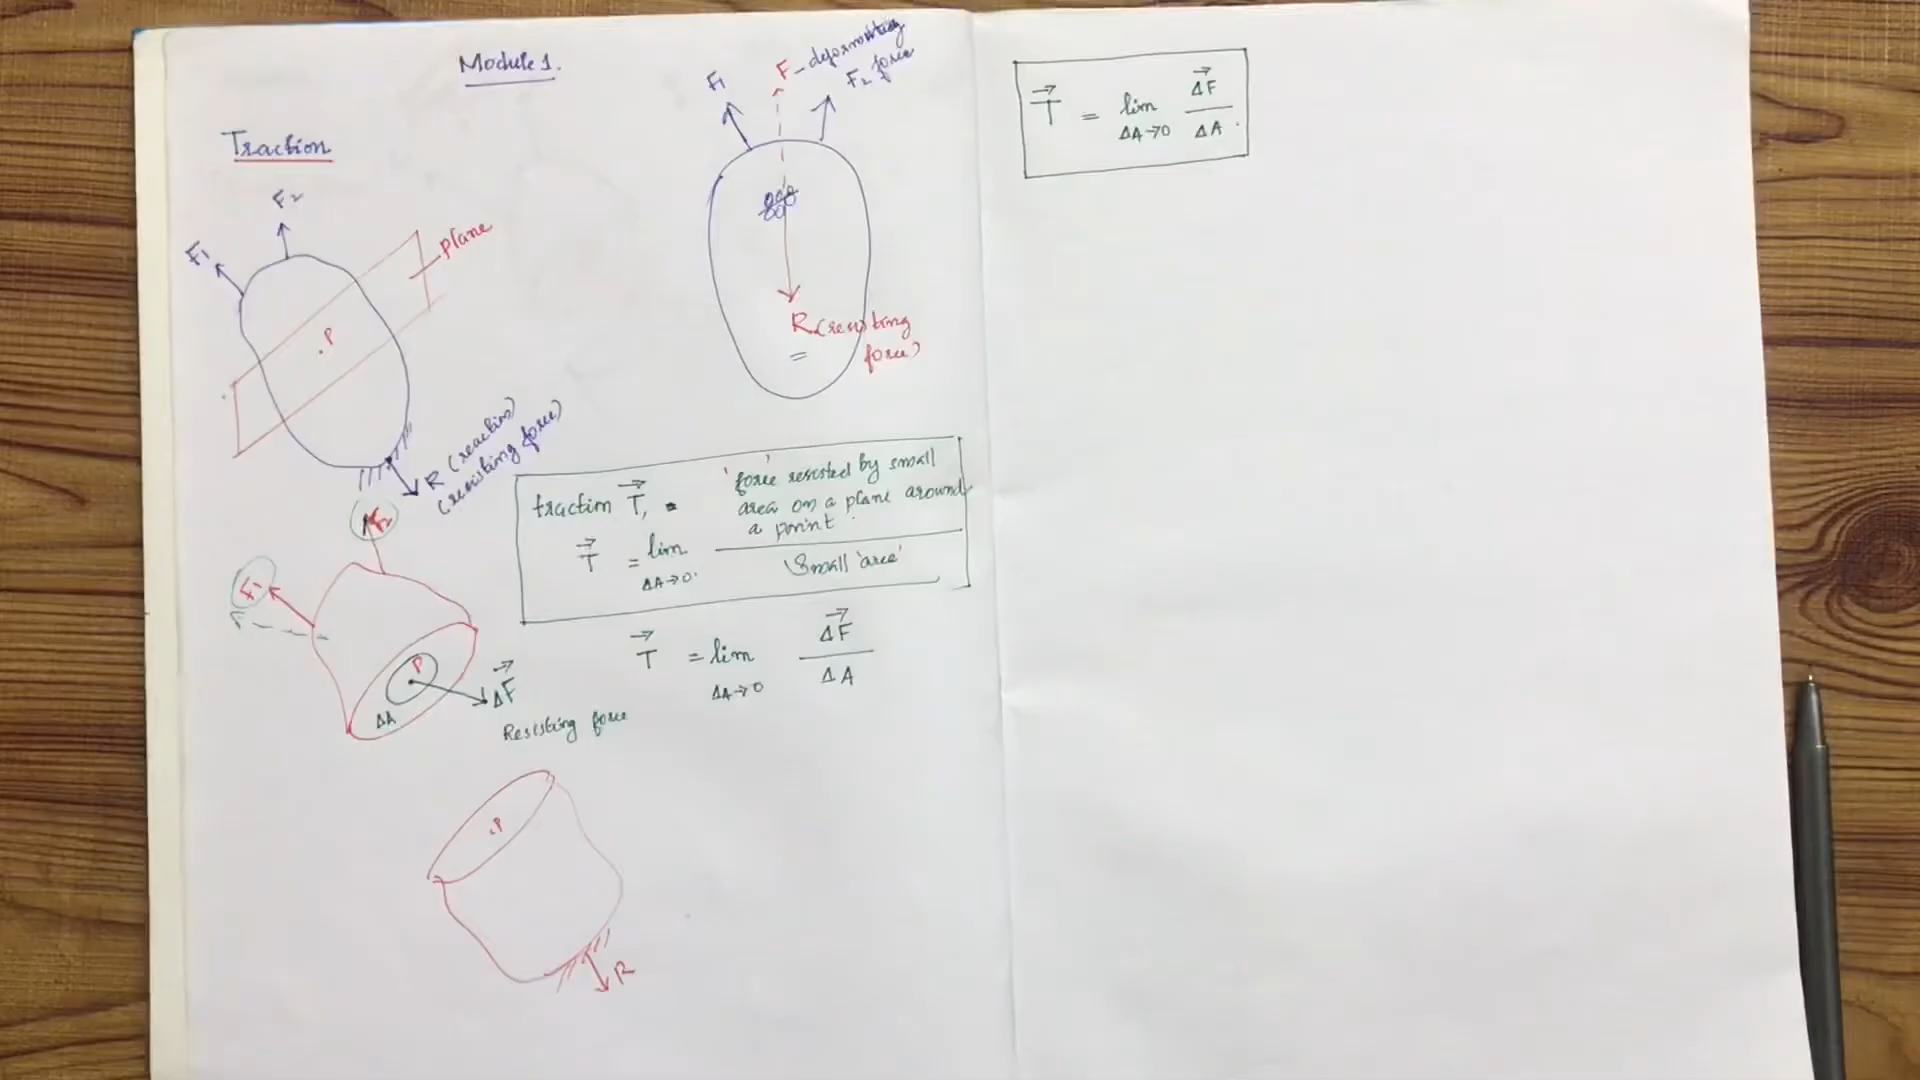 Module 1.
Traction
F₂
F₁
plane
.P
R (reaction)
(resisting force)
F₁
F - deformating
force
F₂
R (resisting
force)
=
traction T⃗, =
'force' resisted by small
area on a plane around
a point.
T⃗ = lim
ΔA→0.
Small 'area'
F₂
F₁
P
ΔA
ΔF⃗
Resisting force
T⃗ = lim ΔF⃗
ΔA→0 ΔA
.P
R
T⃗ = lim ΔF⃗
ΔA→0 ΔA.